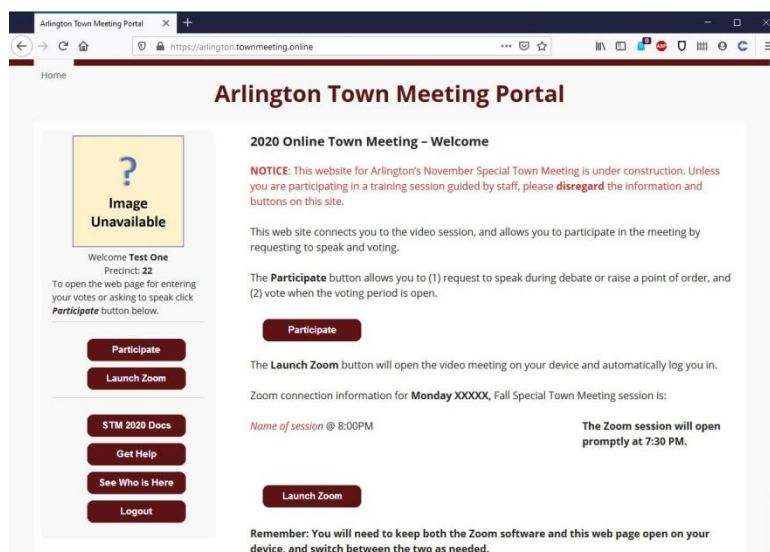 Arlington Town Meeting Portal
https://arlington.townmeeting.online
Home
Arlington Town Meeting Portal
?
Image
Unavailable
Welcome Test One
Precinct: 22
To open the web page for entering
your votes or asking to speak click
Participate button below.
Participate
Launch Zoom
STM 2020 Docs
Get Help
See Who is Here
Logout
2020 Online Town Meeting – Welcome
NOTICE: This website for Arlington's November Special Town Meeting is under construction. Unless
you are participating in a training session guided by staff, please disregard the information and
buttons on this site.
This web site connects you to the video session, and allows you to participate in the meeting by
requesting to speak and voting.
The Participate button allows you to (1) request to speak during debate or raise a point of order, and
(2) vote when the voting period is open.
Participate
The Launch Zoom button will open the video meeting on your device and automatically log you in.
Zoom connection information for Monday XXXXX, Fall Special Town Meeting session is:
Name of session @ 8:00PM
The Zoom session will open
promptly at 7:30 PM.
Launch Zoom
Remember: You will need to keep both the Zoom software and this web page open on your
device, and switch between the two as needed.